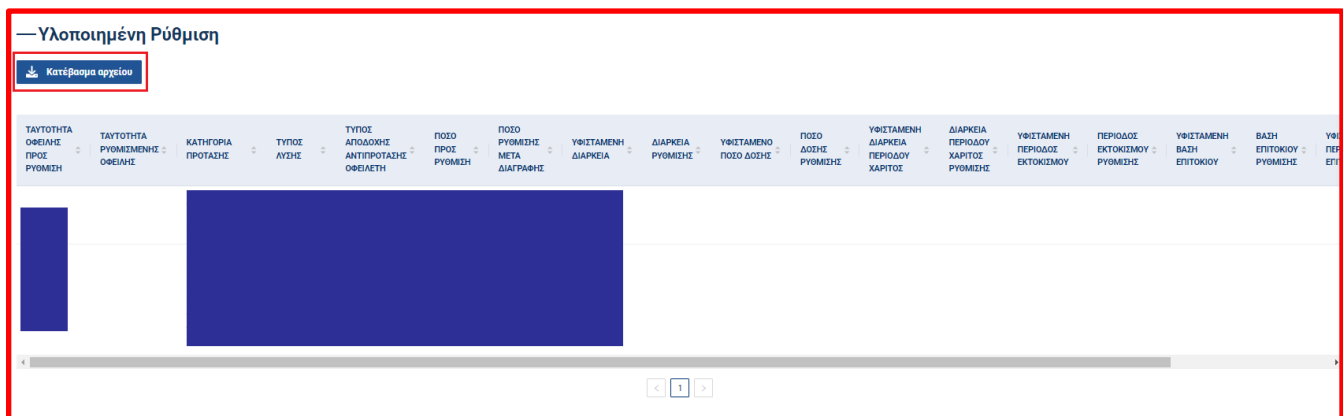 Υλοποιημένη Ρύθμιση
Κατέβασμα αρχείου
ΤΑΥΤΟΤΗΤΑ
ΟΦΕΙΛΗΣ
ΠΡΟΣ
ΡΥΘΜΙΣΗ
ΤΑΥΤΟΤΗΤΑ
ΡΥΘΜΙΣΜΕΝΗΣ
ΟΦΕΙΛΗΣ
ΚΑΤΗΓΟΡΙΑ
ΠΡΟΤΑΣΗΣ
ΤΥΠΟΣ
ΛΥΣΗΣ
ΤΥΠΟΣ
ΑΠΟΔΟΧΗΣ
ΑΝΤΙΠΡΟΤΑΣΗΣ
ΟΦΕΙΛΕΤΗ
ΠΟΣΟ
ΠΡΟΣ
ΡΥΘΜΙΣΗ
ΠΟΣΟ
ΡΥΘΜΙΣΗΣ
ΜΕΤΑ
ΔΙΑΓΡΑΦΗΣ
ΥΦΙΣΤΑΜΕΝΗ
ΔΙΑΡΚΕΙΑ
ΔΙΑΡΚΕΙΑ
ΡΥΘΜΙΣΗΣ
ΥΦΙΣΤΑΜΕΝΟ
ΠΟΣΟ ΔΟΣΗΣ
ΠΟΣΟ
ΔΟΣΗΣ
ΡΥΘΜΙΣΗΣ
ΥΦΙΣΤΑΜΕΝΗ
ΔΙΑΡΚΕΙΑ
ΠΕΡΙΟΔΟΥ
ΧΑΡΙΤΟΣ
ΔΙΑΡΚΕΙΑ
ΠΕΡΙΟΔΟΥ
ΧΑΡΙΤΟΣ
ΡΥΘΜΙΣΗΣ
ΥΦΙΣΤΑΜΕΝΗ
ΠΕΡΙΟΔΟΣ
ΕΚΤΟΚΙΣΜΟΥ
ΠΕΡΙΟΔΟΣ
ΕΚΤΟΚΙΣΜΟΥ
ΡΥΘΜΙΣΗΣ
ΥΦΙΣΤΑΜΕΝΗ
ΒΑΣΗ
ΕΠΙΤΟΚΙΟΥ
ΒΑΣΗ
ΕΠΙΤΟΚΙΟΥ
ΡΥΘΜΙΣΗΣ
1